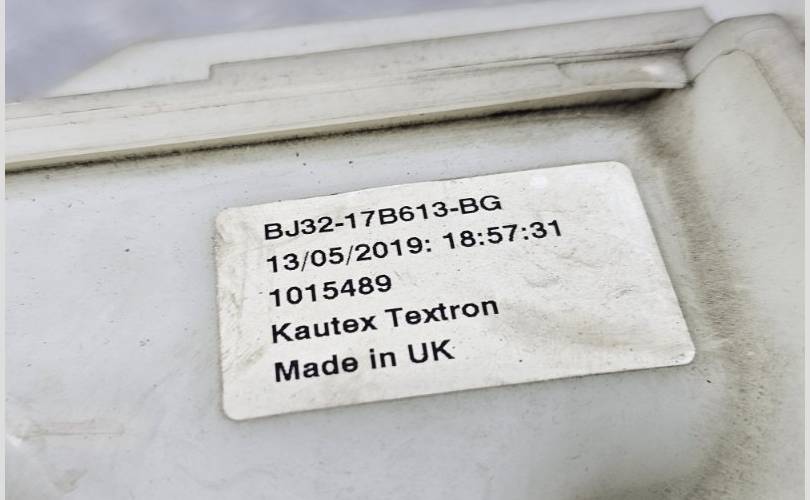 BJ32-17B613-BG
13/05/2019: 18:57:31
1015489
Kautex Textron
Made in UK